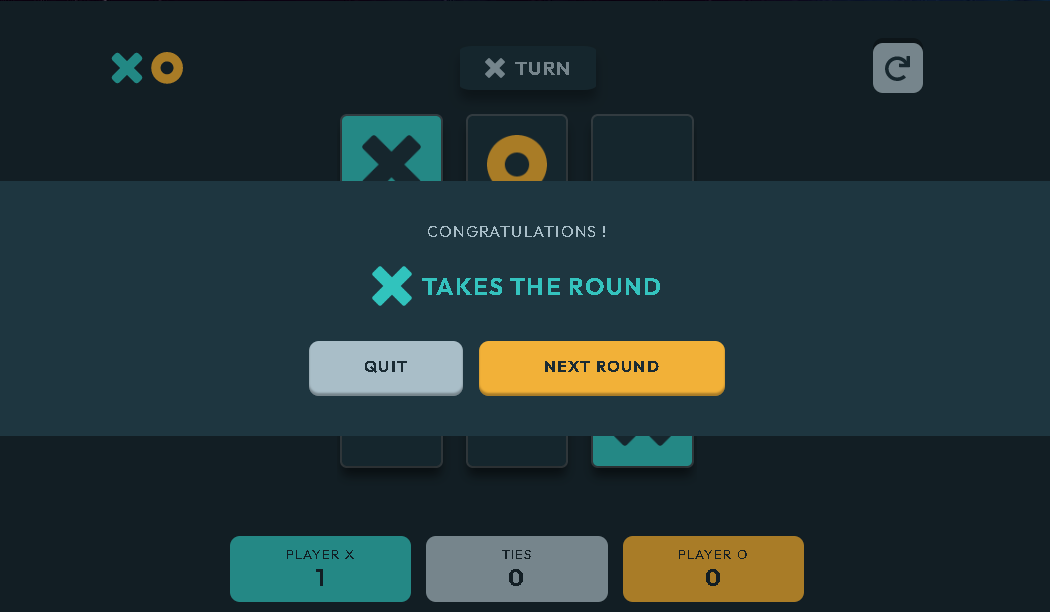 TURN
CONGRATULATIONS !
TAKES THE ROUND
QUIT
NEXT ROUND
PLAYER X
1
TIES
0
PLAYER O
0